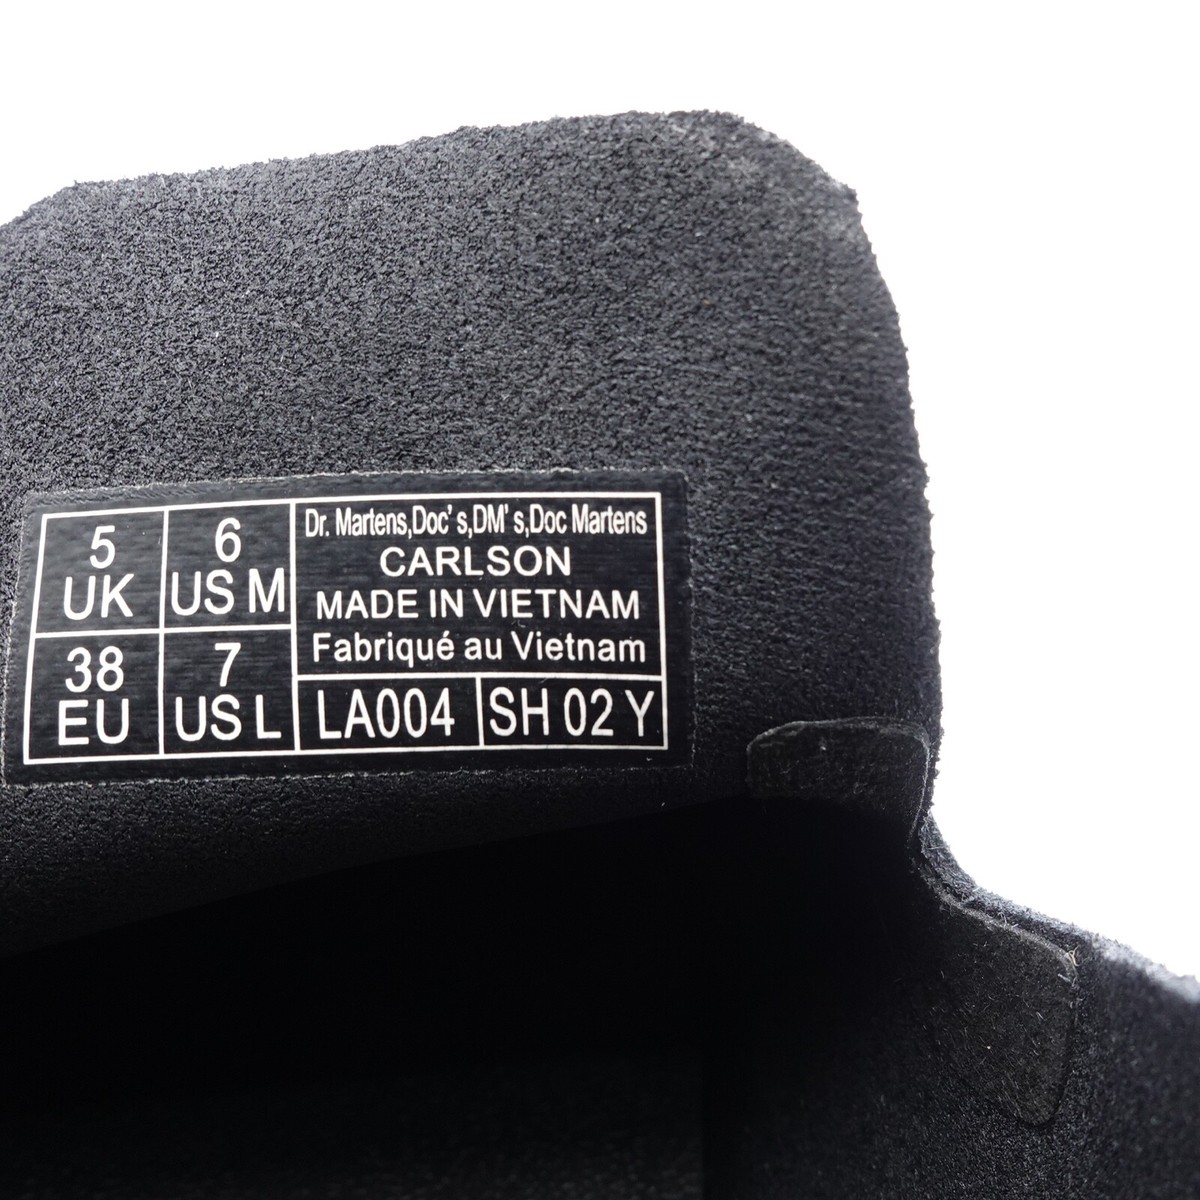 5
UK
6
US M
38
EU
7
US L
Dr. Martens,Doc's,DM's,Doc Martens
CARLSON
MADE IN VIETNAM
Fabriqué au Vietnam
LA004
SH 02 Y